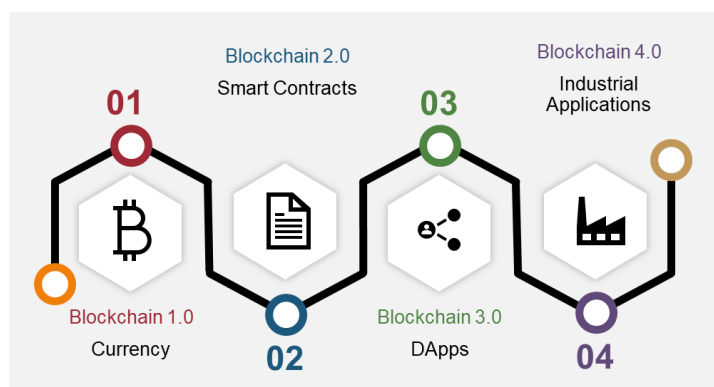 01
Blockchain 1.0
Currency
Blockchain 2.0
Smart Contracts
02
03
Blockchain 3.0
DApps
Blockchain 4.0
Industrial
Applications
04